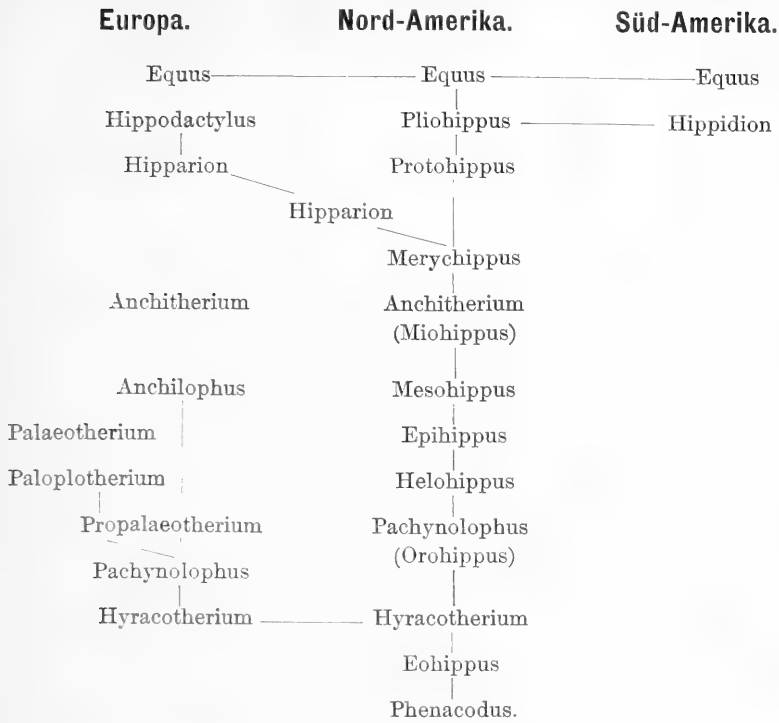 Europa. Nord-Amerika. Süd-Amerika.
Equus Equus Equus
Hippodactylus Pliohippus Hippidion
Hipparion Protohippus
Hipparion
Merychippus
Anchitherium Anchitherium
(Miohippus)
Anchilophus Mesohippus
Palaeotherium Epihippus
Paloplotherium Helohippus
Propalaeotherium Pachynolophus
(Orohippus)
Pachynolophus
Hyracotherium Hyracotherium
Eohippus
Phenacodus.